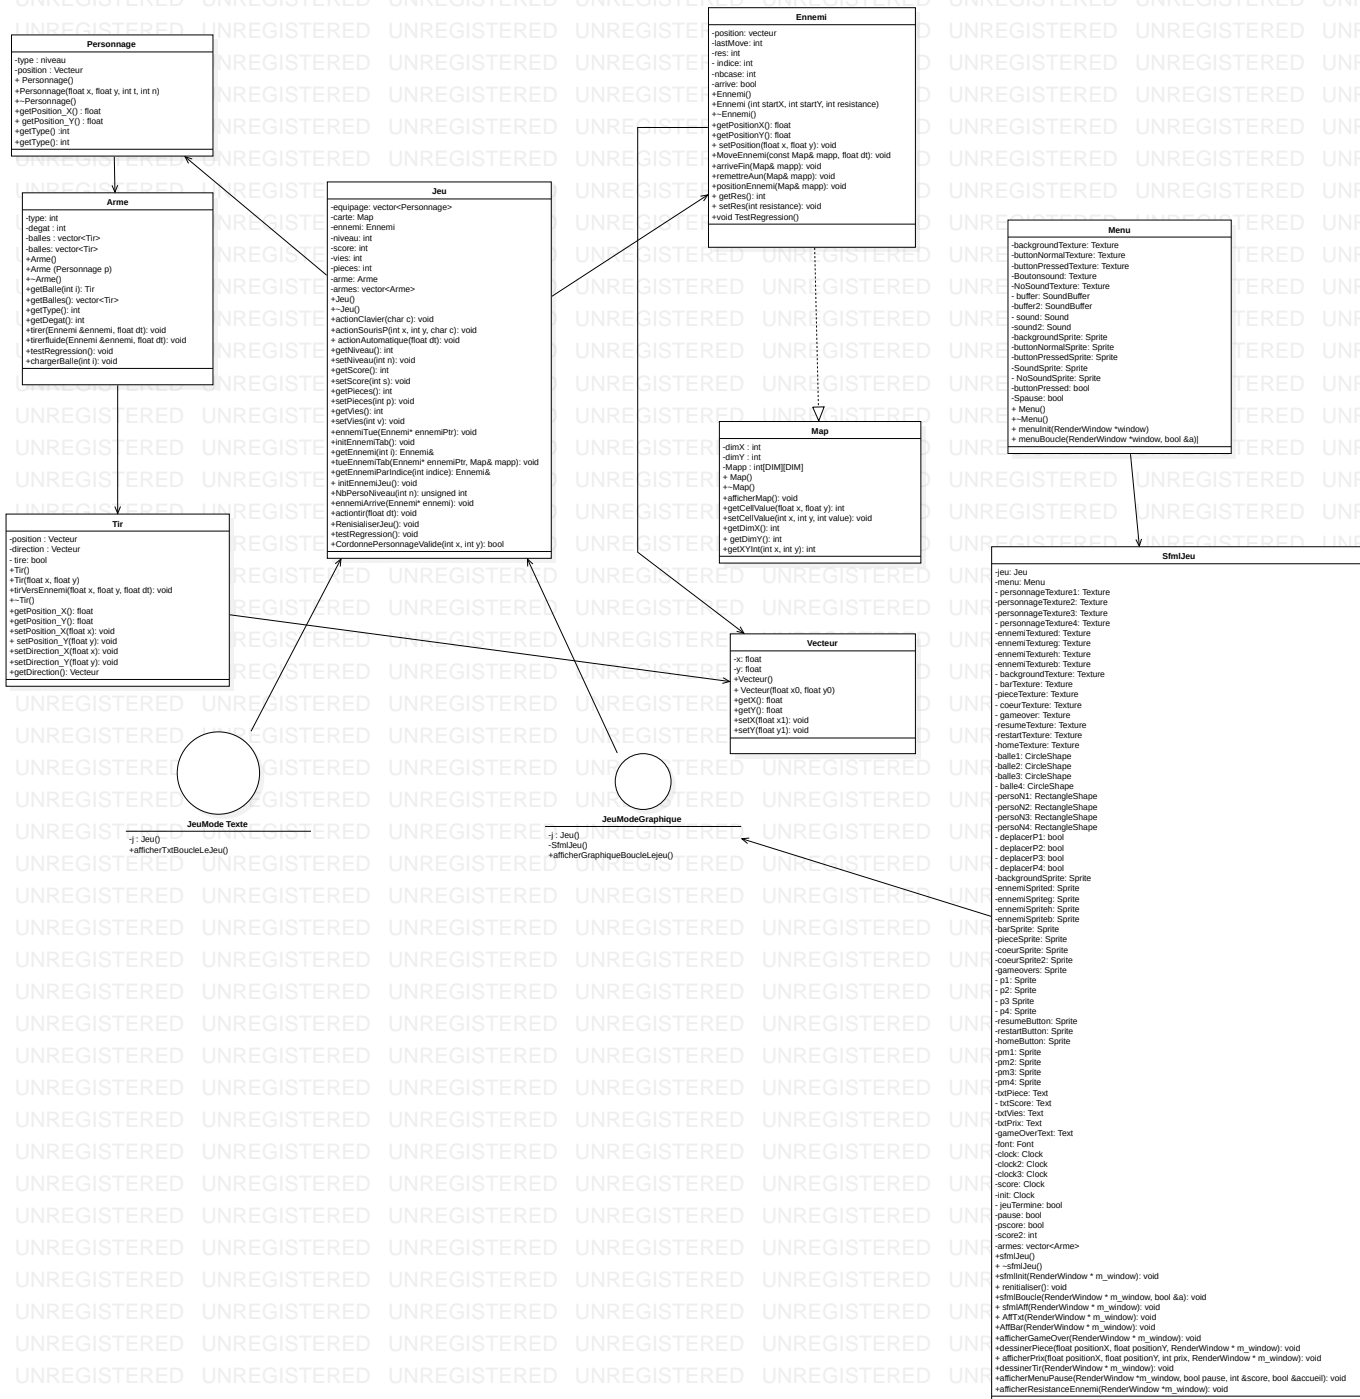 Personnage
-type : niveau
-position : Vecteur
+ Personnage()
+Personnage(float x, float y, int t, int n)
+~Personnage()
+getPosition_X() : float
+ getPosition_Y() : float
+getType() :int
+getType(): int
Arme
-type: int
-degat : int
-balles : vector<Tir>
-balles: vector<Tir>
+Arme()
+Arme (Personnage p)
+~Arme()
+getBalle(int i): Tir
+getBalles(): vector<Tir>
+getType(): int
+getDegat(): int
+tirer(Ennemi &ennemi, float dt): void
+tirerfluide(Ennemi &ennemi, float dt): void
+testRegression(): void
+chargerBalle(int i): void
Tir
-position : Vecteur
-direction : Vecteur
- tire: bool
+Tir()
+Tir(float x, float y)
+tirVersEnnemi(float x, float y, float dt): void
+~Tir()
+getPosition_X(): float
+getPosition_Y(): float
+setPosition_X(float x): void
+ setPosition_Y(float y): void
+setDirection_X(float x): void
+setDirection_Y(float y): void
+getDirection(): Vecteur
Jeu
-equipage: vector<Personnage>
-carte: Map
-ennemi: Ennemi
-niveau: int
-score: int
-vies: int
-pieces: int
-arme: Arme
-armes: vector<Arme>
+Jeu()
+~Jeu()
+actionClavier(char c): void
+actionSourisP(int x, int y, char c): void
+ actionAutomatique(float dt): void
+getNiveau(): int
+setNiveau(int n): void
+getScore(): int
+setScore(int s): void
+getPieces(): int
+setPieces(int p): void
+getVies(): int
+setVies(int v): void
+ennemiTue(Ennemi* ennemiPtr): void
+initEnnemiTab(): void
+getEnnemi(int i): Ennemi&
+tueEnnemiTab(Ennemi* ennemiPtr, Map& mapp): void
+getEnnemiParIndice(int indice): Ennemi&
+ initEnnemiJeu(): void
+NbPersoNiveau(int n): unsigned int
+ennemiArrive(Ennemi* ennemi): void
+actiontir(float dt): void
+RenisialiserJeu(): void
+testRegression(): void
+CordonnePersonnageValide(int x, int y): bool
Ennemi
-position: vecteur
-lastMove: int
-res: int
- indice: int
-nbcase: int
-arrive: bool
+Ennemi()
+Ennemi (int startX, int startY, int resistance)
+~Ennemi()
+getPositionX(): float
+getPositionY(): float
+ setPosition(float x, float y): void
+MoveEnnemi(const Map& mapp, float dt): void
+arriveFin(Map& mapp): void
+remettreAun(Map& mapp): void
+positionEnnemi(Map& mapp): void
+ getRes(): int
+ setRes(int resistance): void
+void TestRegression()
Map
-dimX : int
-dimY : int
-Mapp : int[DIM][DIM]
+ Map()
+~Map()
+afficherMap(): void
+getCellValue(float x, float y): int
+setCellValue(int x, int y, int value): void
+getDimX(): int
+ getDimY(): int
+getXYInt(int x, int y): int
Vecteur
-x: float
-y: float
+Vecteur()
+ Vecteur(float x0, float y0)
+getX(): float
+getY(): float
+setX(float x1): void
+setY(float y1): void
JeuMode Texte
-j : Jeu()
+afficherTxtBoucleLeJeu()
JeuModeGraphique
-j : Jeu()
-SfmlJeu()
+afficherGraphiqueBoucleLejeu()
Menu
-backgroundTexture: Texture
-buttonNormalTexture: Texture
-buttonPressedTexture: Texture
-Boutonsound: Texture
-NoSoundTexture: Texture
- buffer: SoundBuffer
-buffer2: SoundBuffer
- sound: Sound
-sound2: Sound
-backgroundSprite: Sprite
-buttonNormalSprite: Sprite
-buttonPressedSprite: Sprite
-SoundSprite: Sprite
- NoSoundSprite: Sprite
-buttonPressed: bool
-Spause: bool
+ Menu()
+~Menu()
+ menuInit(RenderWindow *window)
+ menuBoucle(RenderWindow *window, bool &a)|
SfmlJeu
-jeu: Jeu
-menu: Menu
- personnageTexture1: Texture
-personnageTexture2: Texture
-personnageTexture3: Texture
- personnageTexture4: Texture
-ennemiTextured: Texture
-ennemiTextureg: Texture
-ennemiTextureh: Texture
-ennemiTextureb: Texture
- backgroundTexture: Texture
- barTexture: Texture
-pieceTexture: Texture
- coeurTexture: Texture
- gameover: Texture
-resumeTexture: Texture
-restartTexture: Texture
-homeTexture: Texture
-balle1: CircleShape
-balle2: CircleShape
-balle3: CircleShape
- balle4: CircleShape
-persoN1: RectangleShape
-persoN2: RectangleShape
-persoN3: RectangleShape
-persoN4: RectangleShape
- deplacerP1: bool
- deplacerP2: bool
- deplacerP3: bool
- deplacerP4: bool
-backgroundSprite: Sprite
-ennemiSprited: Sprite
-ennemiSpriteg: Sprite
-ennemiSpriteh: Sprite
-ennemiSpriteb: Sprite
-barSprite: Sprite
-pieceSprite: Sprite
-coeurSprite: Sprite
-coeurSprite2: Sprite
-gameovers: Sprite
- p1: Sprite
- p2: Sprite
- p3 Sprite
- p4: Sprite
-resumeButton: Sprite
-restartButton: Sprite
-homeButton: Sprite
-pm1: Sprite
-pm2: Sprite
-pm3: Sprite
-pm4: Sprite
-txtPiece: Text
- txtScore: Text
-txtVies: Text
-txtPrix: Text
-gameOverText: Text
-font: Font
-clock: Clock
-clock2: Clock
-clock3: Clock
-score: Clock
-init: Clock
- jeuTermine: bool
-pause: bool
-pscore: bool
-score2: int
-armes: vector<Arme>
+sfmlJeu()
+ ~sfmlJeu()
+sfmlInit(RenderWindow * m_window): void
+ renitialiser(): void
+sfmlBoucle(RenderWindow * m_window, bool &a): void
+ sfmlAff(RenderWindow * m_window): void
+ AffTxt(RenderWindow * m_window): void
+AffBar(RenderWindow * m_window): void
+afficherGameOver(RenderWindow * m_window): void
+dessinerPiece(float positionX, float positionY, RenderWindow * m_window): void
+ afficherPrix(float positionX, float positionY, int prix, RenderWindow * m_window): void
+dessinerTir(RenderWindow * m_window): void
+afficherMenuPause(RenderWindow *m_window, bool pause, int &score, bool &accueil): void
+afficherResistanceEnnemi(RenderWindow *m_window): void